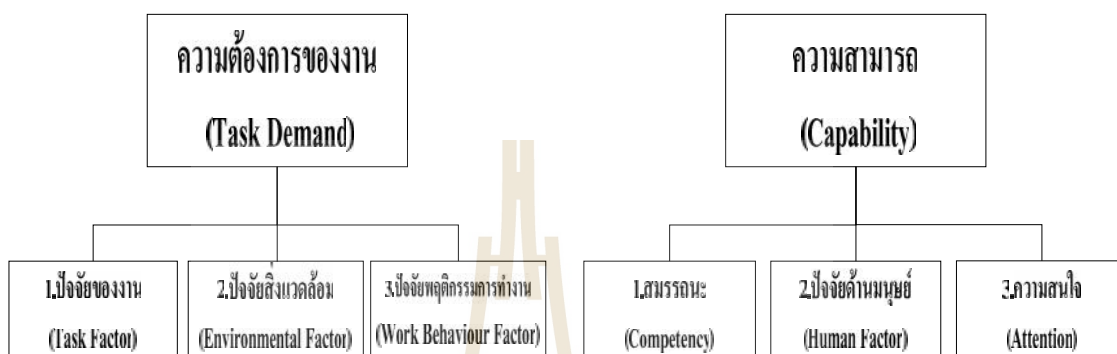 ความต้องการของงาน
(Task Demand)
ความสามารถ
(Capability)
1.ปัจจัยของงาน
(Task Factor)
2.ปัจจัยสิ่งแวดล้อม
(Environmental Factor)
3.ปัจจัยพฤติกรรมการทำงาน
(Work Behaviour Factor)
1.สมรรถนะ
(Competency)
2.ปัจจัยด้านมนุษย์
(Human Factor)
3.ความสนใจ
(Attention)